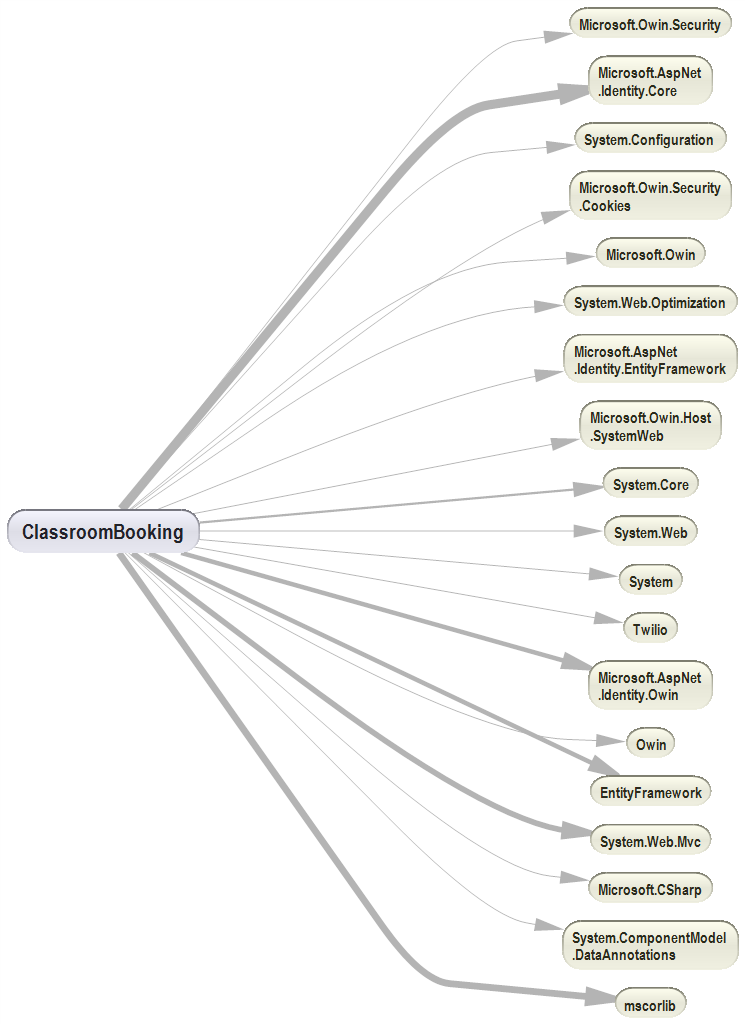 Microsoft.Owin.Security
Microsoft.AspNet
.Identity.Core
System.Configuration
Microsoft.Owin.Security
.Cookies
Microsoft.Owin
System.Web.Optimization
Microsoft.AspNet
.Identity.EntityFramework
Microsoft.Owin.Host
.SystemWeb
System.Core
ClassroomBooking
System.Web
System
Twilio
Microsoft.AspNet
.Identity.Owin
Owin
EntityFramework
System.Web.Mvc
Microsoft.CSharp
System.ComponentModel
.DataAnnotations
mscorlib